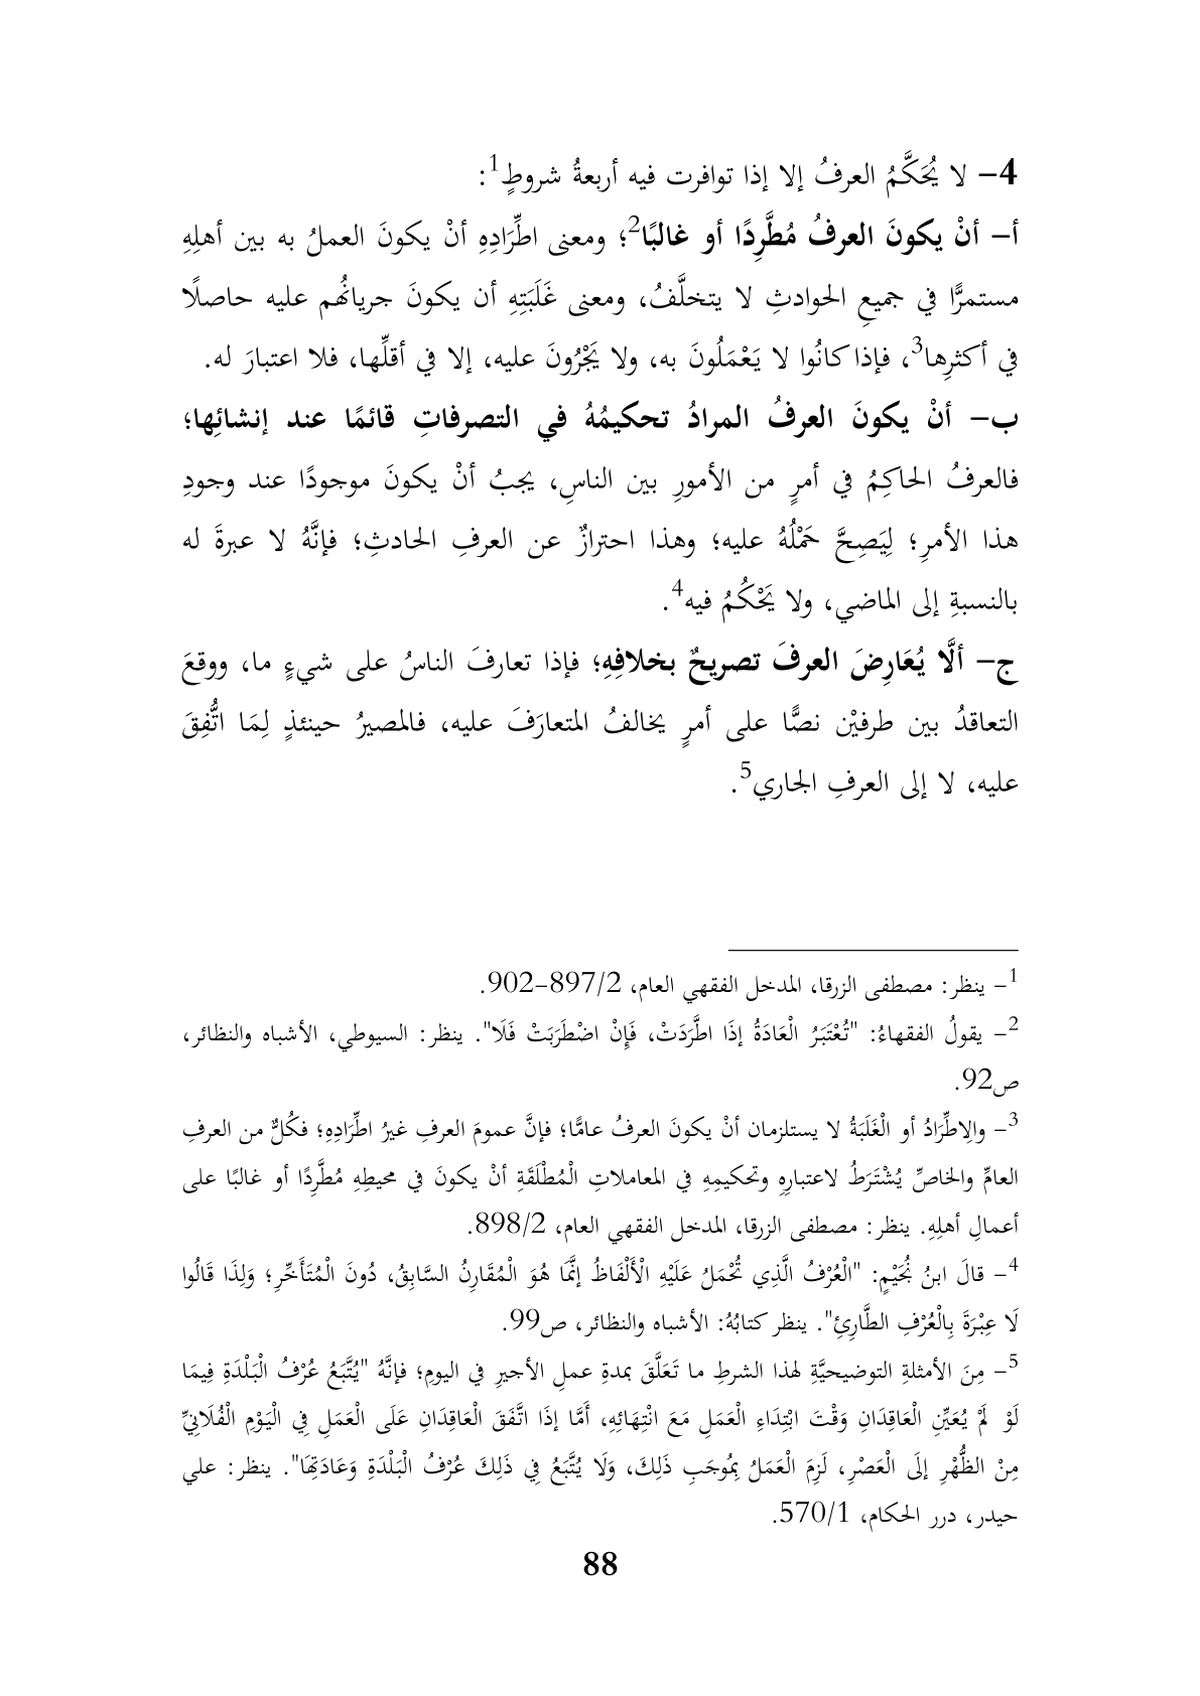 4- لا يُحَكَّمُ العرفُ إلا إذا توافرت فيه أربعةُ شروطٍ1:
أ- أنْ يكونَ العرفُ مُطَّرِدًا أو غالبًا2؛ ومعنى اطِّرَادِهِ أنْ يكونَ العملُ به بين أهلِهِ
مستمرًّا في جميعِ الحوادثِ لا يتخلَّفُ، ومعنى غَلَبَتِهِ أن يكونَ جريانُهُم عليه حاصلًا
في أكثرِها3، فإذا كانُوا لا يَعْمَلُونَ به، ولا يَجْرُونَ عليه، إلا في أقلِّها، فلا اعتبارَ له.
ب- أنْ يكونَ العرفُ المرادُ تحكيمُهُ في التصرفاتِ قائمًا عند إنشائِها؛
فالعرفُ الحاكِمُ في أمرٍ من الأمورِ بين الناسِ، يجبُ أنْ يكونَ موجودًا عند وجودِ
هذا الأمرِ؛ لِيَصِحَّ حَمْلُهُ عليه؛ وهذا احترازٌ عن العرفِ الحادثِ؛ فإنَّهُ لا عبرةَ له
بالنسبةِ إلى الماضي، ولا يَحْكُمُ فيه4.
ج- ألَّا يُعَارِضَ العرفَ تصريحٌ بخلافِهِ؛ فإذا تعارفَ الناسُ على شيءٍ ما، ووقعَ
التعاقدُ بين طرفيْن نصًّا على أمرٍ يخالفُ المتعارَفَ عليه، فالمصيرُ حينئذٍ لِمَا اتُّفِقَ
عليه، لا إلى العرفِ الجاري5.
1- ينظر: مصطفى الزرقا، المدخل الفقهي العام، 897/2-902.
2- يقولُ الفقهاءُ: "تُعْتَبَرُ الْعَادَةُ إذَا اطَّرَدَتْ، فَإِنْ اضْطَرَبَتْ فَلَا". ينظر: السيوطي، الأشباه والنظائر،
ص92.
3- والِاطِّرَادُ أو الْغَلَبَةُ لا يستلزمان أنْ يكونَ العرفُ عامًّا؛ فإنَّ عمومَ العرفِ غيرُ اطِّرَادِهِ؛ فكُلٌّ من العرفِ
العامِّ والخاصِّ يُشْتَرَطُ لاعتبارِهِ وتحكيمِهِ في المعاملاتِ الْمُطْلَقَةِ أنْ يكونَ في محيطِهِ مُطَّرِدًا أو غالبًا على
أعمالِ أهلِهِ. ينظر: مصطفى الزرقا، المدخل الفقهي العام، 898/2.
4- قالَ ابنُ نُجَيْمٍ: "الْعُرْفُ الَّذِي تُحْمَلُ عَلَيْهِ الْأَلْفَاظُ إنَّمَا هُوَ الْمُقَارِنُ السَّابِقُ، دُونَ الْمُتَأَخِّرِ؛ وَلِذَا قَالُوا
لَا عِبْرَةَ بِالْعُرْفِ الطَّارِئِ". ينظر كتابُهُ: الأشباه والنظائر، ص99.
5- مِنَ الأمثلةِ التوضيحيَّةِ لهذا الشرطِ ما تَعَلَّقَ بمدةِ عملِ الأجيرِ في اليومِ؛ فإنَّهُ "يُتَّبَعُ عُرْفُ الْبَلْدَةِ فِيمَا
لَوْ لَمْ يُعَيِّنِ الْعَاقِدَانِ وَقْتَ ابْتِدَاءِ الْعَمَلِ مَعَ انْتِهَائِهِ، أَمَّا إذَا اتَّفَقَ الْعَاقِدَانِ عَلَى الْعَمَلِ فِي الْيَوْمِ الْفُلَانِيِّ
مِنْ الظُّهْرِ إلَى الْعَصْرِ، لَزِمَ الْعَمَلُ بِمُوجَبِ ذَلِكَ، وَلَا يُتَّبَعُ فِي ذَلِكَ عُرْفُ الْبَلْدَةِ وَعَادَتِهَا". ينظر: علي
حيدر، درر الحكام، 570/1.
88